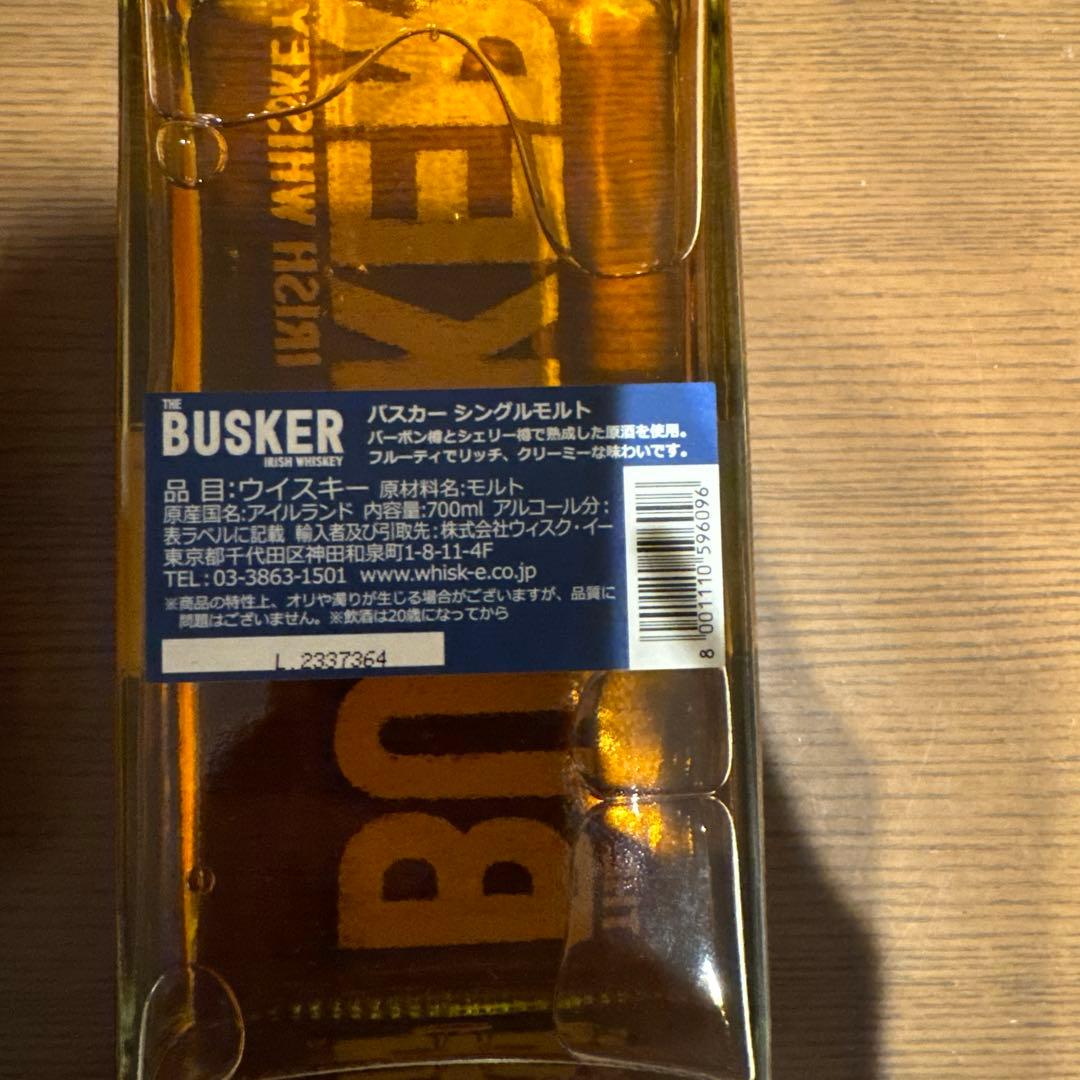 IRISH WHISKEY
BUSKER
THE
BUSKER
IRISH WHISKEY
バスカー シングルモルト
バーボン樽とシェリー樽で熟成した原酒を使用。
フルーティでリッチ、クリーミーな味わいです。
品 目:ウイスキー 原材料名:モルト
原産国名:アイルランド 内容量:700ml アルコール分:
表ラベルに記載 輸入者及び引取先:株式会社ウィスク・イー
東京都千代田区神田和泉町1-8-11-4F
TEL:03-3863-1501 www.whisk-e.co.jp
※商品の特性上、オリや濁りが生じる場合がございますが、品質に
問題はございません。※飲酒は20歳になってから
L.2337364
8 001110 596096